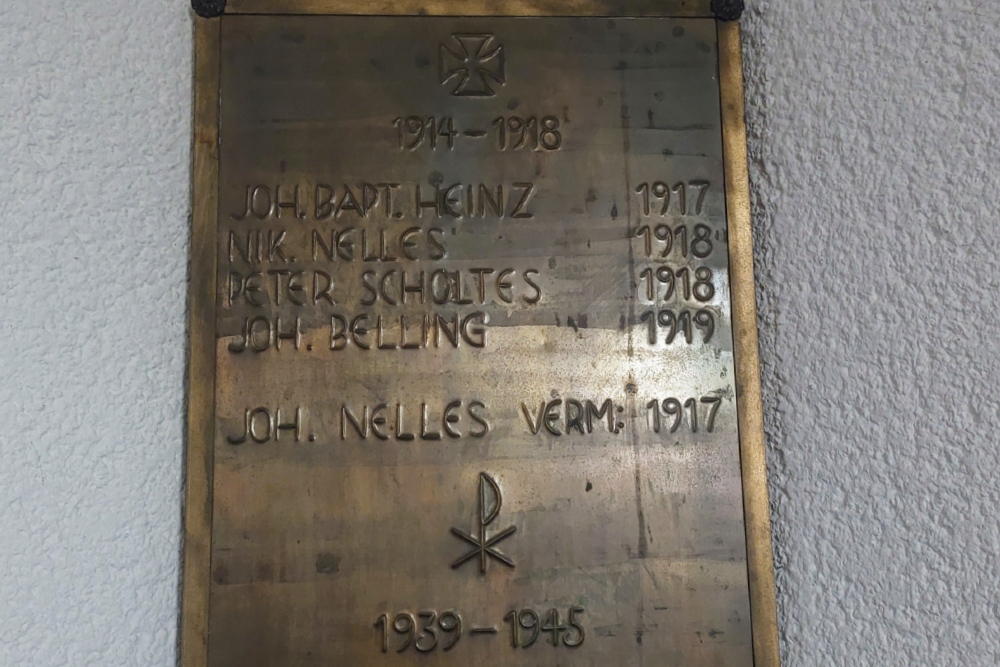 1914 – 1918
JOH. BAPT. HEINZ 1917
NIK. NELLES 1918
PETER SCHOLTES 1918
JOH. BELLING 1919
JOH. NELLES VERM: 1917
1939 – 1945